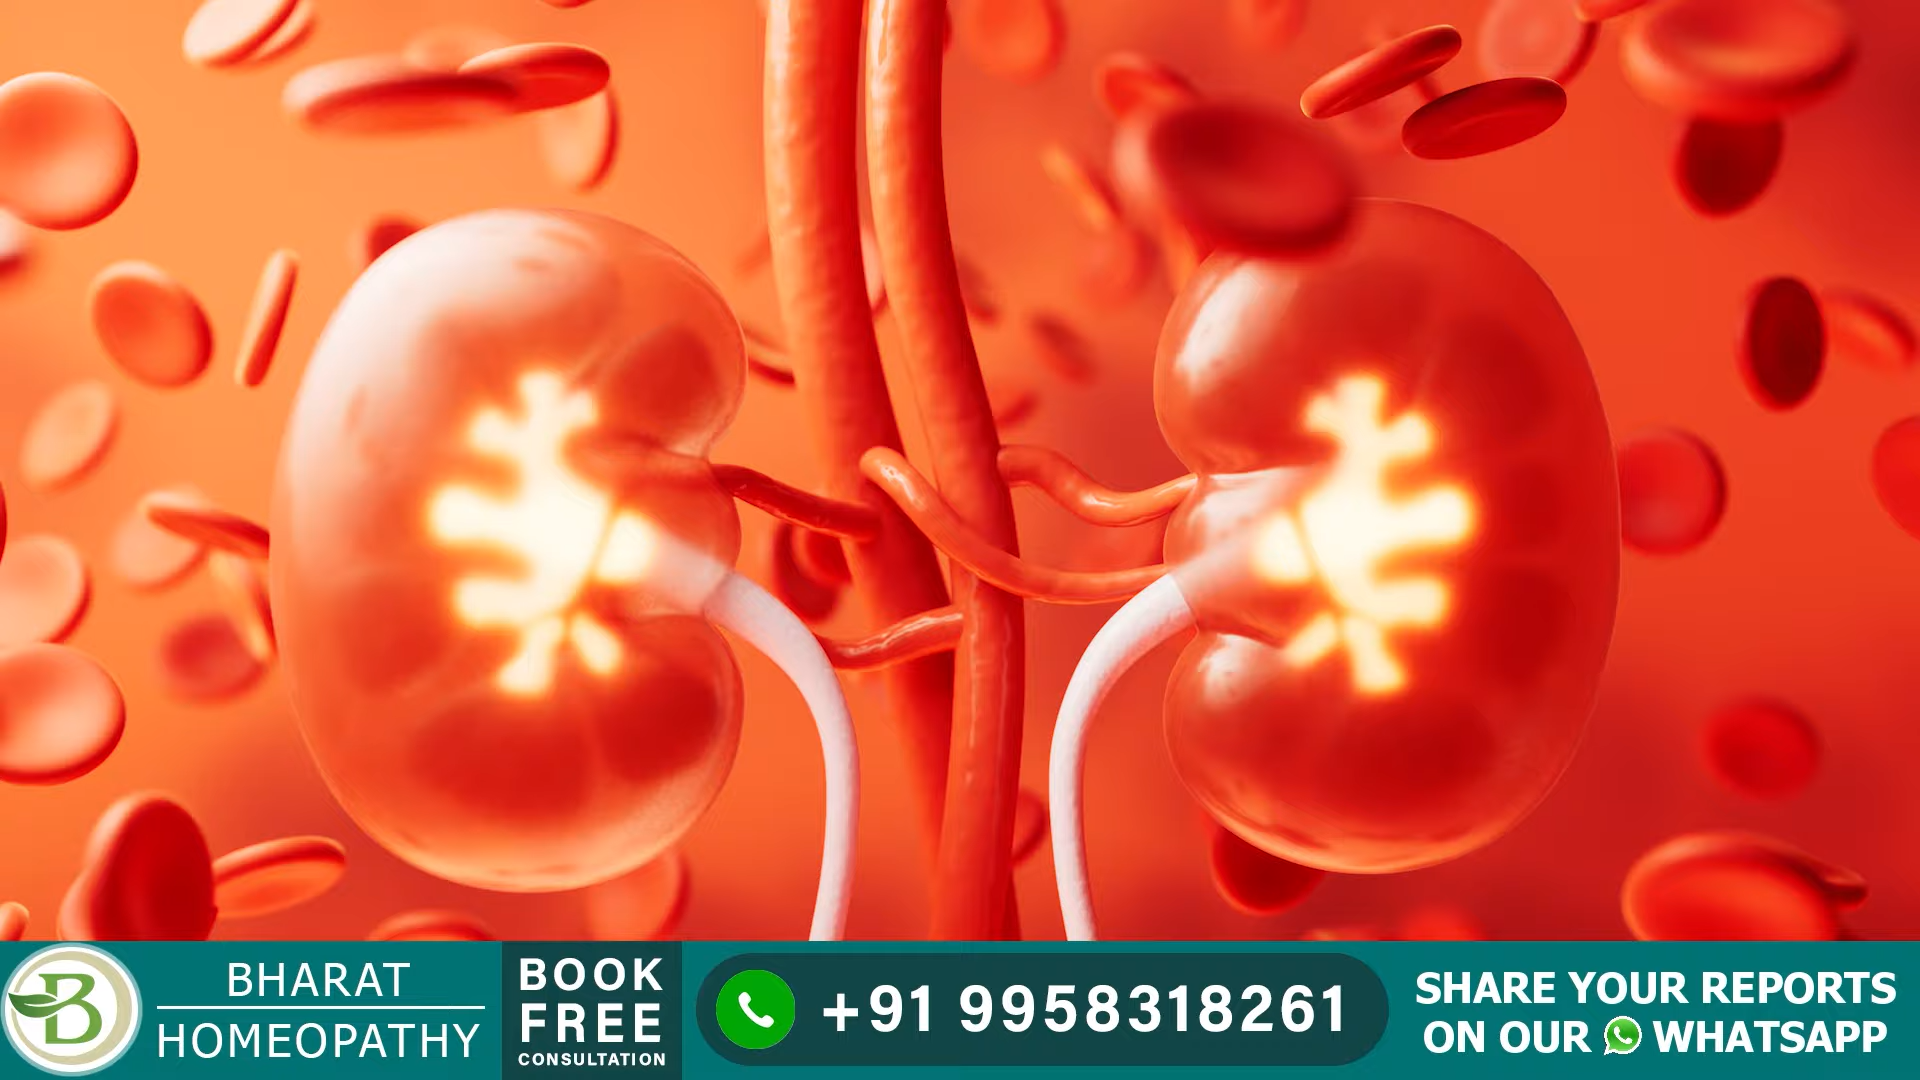 B
BHARAT
HOMEOPATHY
BOOK
FREE
CONSULTATION
+91 9958318261
SHARE YOUR REPORTS
ON OUR WHATSAPP